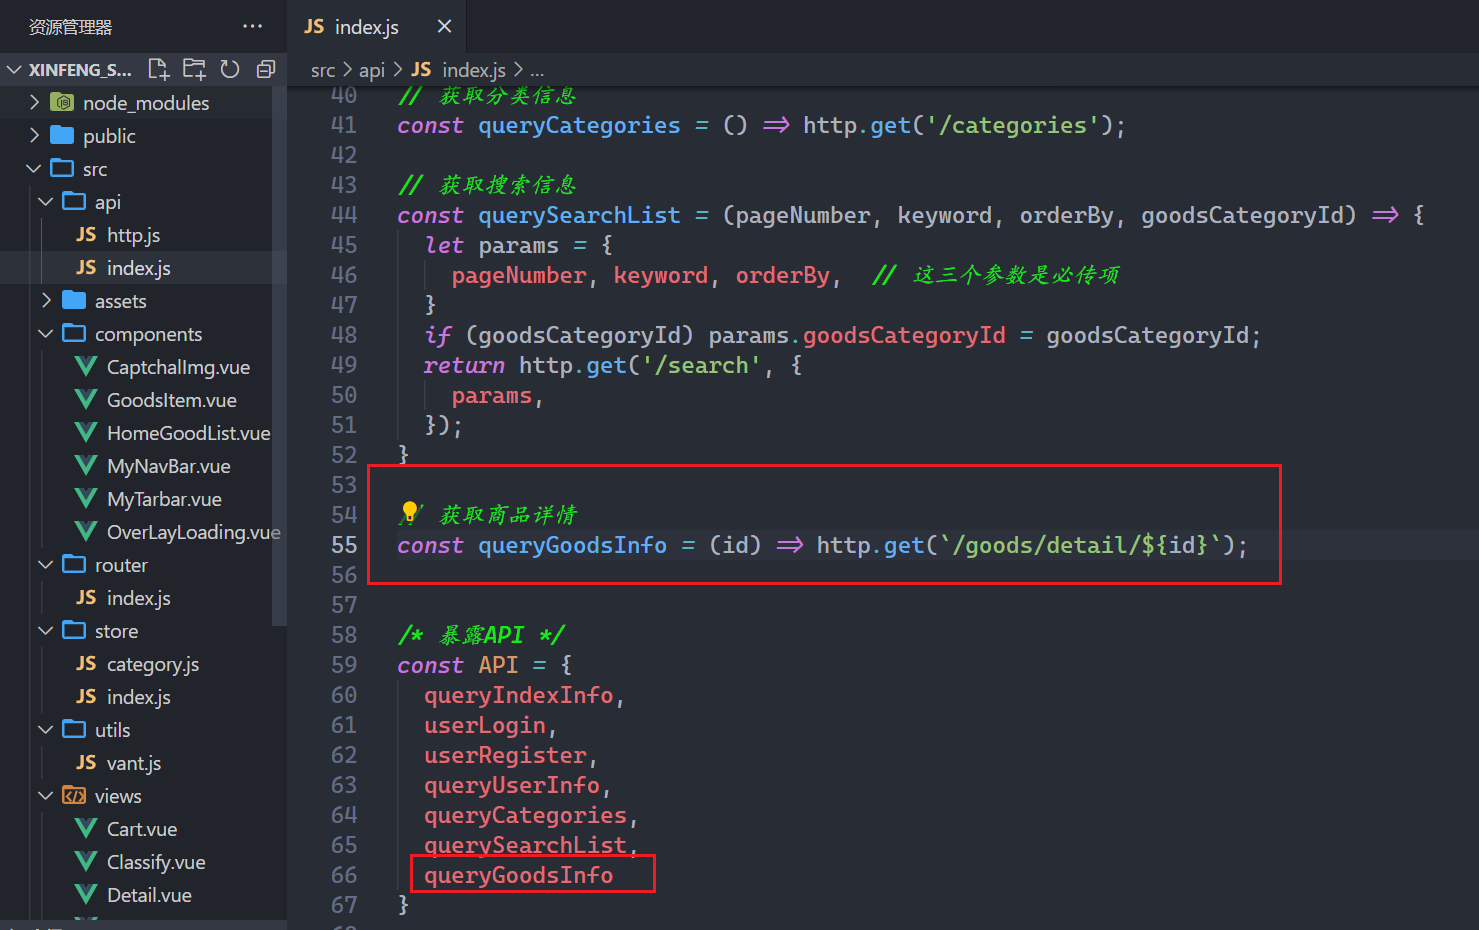 资源管理器 ...
XINFENG_S...
node_modules
public
src
api
JS http.js
JS index.js
assets
components
CaptchaImg.vue
GoodsItem.vue
HomeGoodList.vue
MyNavBar.vue
MyTarbar.vue
OverLayLoading.vue
router
JS index.js
store
JS category.js
JS index.js
utils
JS vant.js
views
Cart.vue
Classify.vue
Detail.vue
JS index.js
src > api > JS index.js > ...
40 // 获取分类信息
41 const queryCategories = () => http.get('/categories');
42
43 // 获取搜索信息
44 const querySearchList = (pageNumber, keyword, orderBy, goodsCategoryId) => {
45 let params = {
46 pageNumber, keyword, orderBy, // 这三个参数是必传项
47 }
48 if (goodsCategoryId) params.goodsCategoryId = goodsCategoryId;
49 return http.get('/search', {
50 params,
51 });
52 }
53
54 // 获取商品详情
55 const queryGoodsInfo = (id) => http.get(`/goods/detail/${id}`);
56
57
58 /* 暴露API */
59 const API = {
60 queryIndexInfo,
61 userLogin,
62 userRegister,
63 queryUserInfo,
64 queryCategories,
65 querySearchList,
66 queryGoodsInfo
67 }